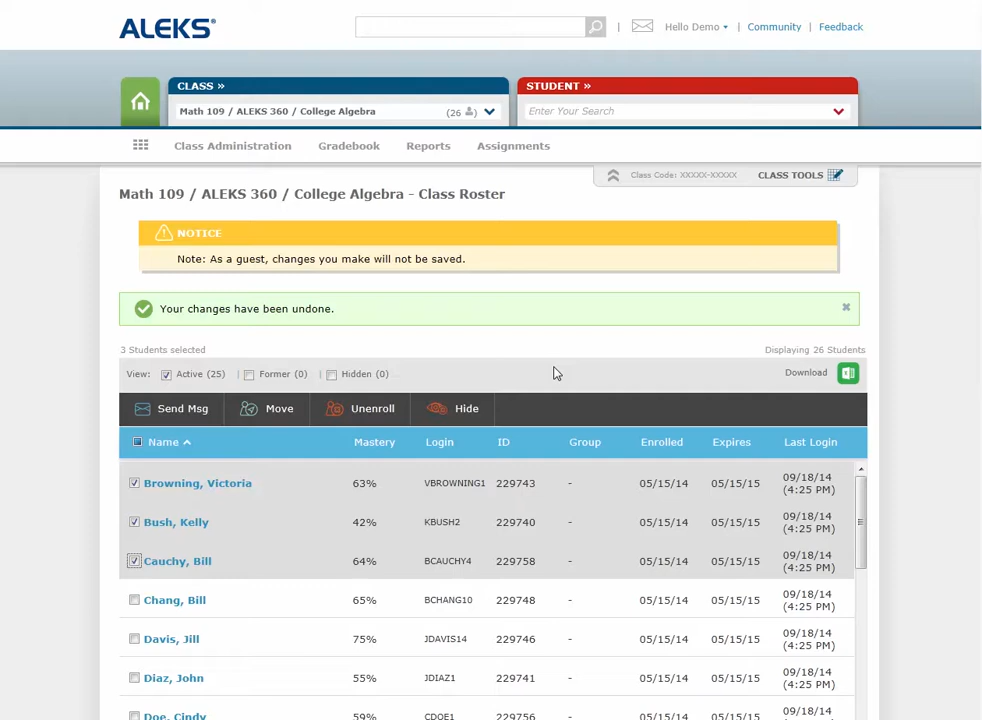 ALEKS®
Hello Demo
Community
Feedback
CLASS »
STUDENT »
Math 109 / ALEKS 360 / College Algebra (26 )
Enter Your Search
Class Administration Gradebook Reports Assignments
Class Code: XXXXX-XXXXX CLASS TOOLS
Math 109 / ALEKS 360 / College Algebra - Class Roster
NOTICE
Note: As a guest, changes you make will not be saved.
Your changes have been undone.
3 Students selected Displaying 26 Students
View: Active (25) Former (0) Hidden (0) Download
Send Msg Move Unenroll Hide
Name Mastery Login ID Group Enrolled Expires Last Login
Browning, Victoria 63% VBROWNING1 229743 - 05/15/14 05/15/15 09/18/14
(4:25 PM)
Bush, Kelly 42% KBUSH2 229740 - 05/15/14 05/15/15 09/18/14
(4:25 PM)
Cauchy, Bill 64% BCAUCHY4 229758 - 05/15/14 05/15/15 09/18/14
(4:25 PM)
Chang, Bill 65% BCHANG10 229748 - 05/15/14 05/15/15 09/18/14
(4:25 PM)
Davis, Jill 75% JDAVIS14 229746 - 05/15/14 05/15/15 09/18/14
(4:25 PM)
Diaz, John 55% JDIAZ1 229741 - 05/15/14 05/15/15 09/18/14
(4:25 PM)
Doe, Cindy 59% CDOE1 229756 - 05/15/14 05/15/15 09/18/14